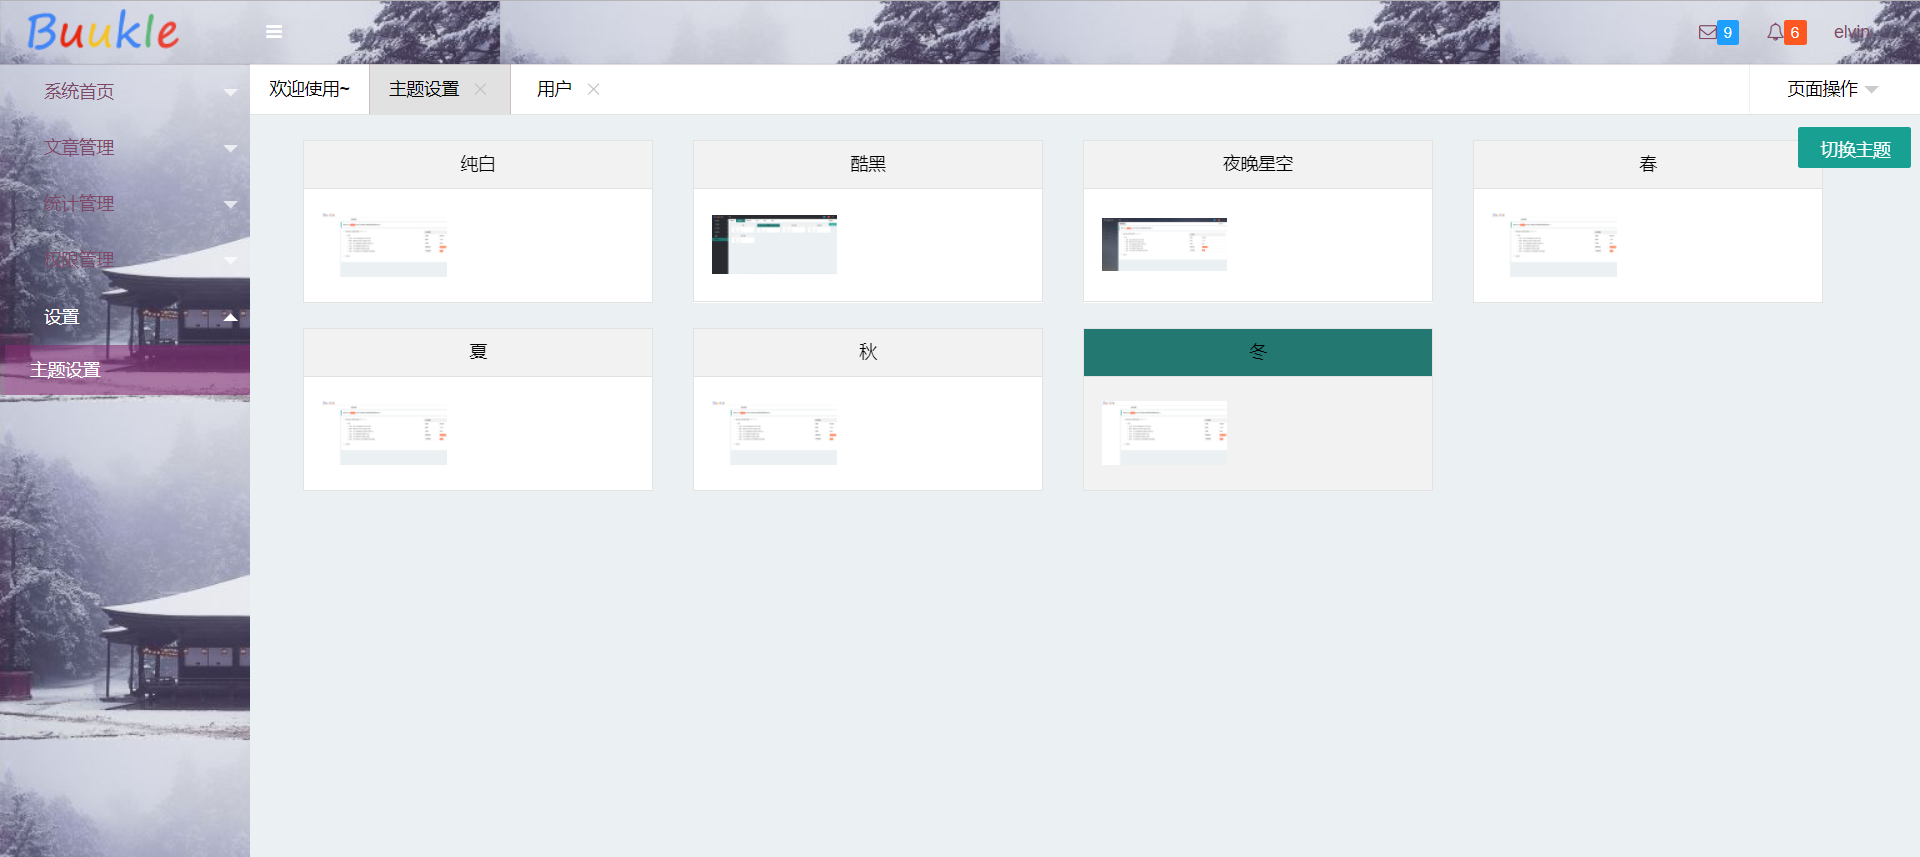 Buukle
9
6
elvin
系统首页
文章管理
统计管理
权限管理
设置
主题设置
欢迎使用~
主题设置
用户
页面操作
切换主题
纯白
酷黑
夜晚星空
春
夏
秋
冬